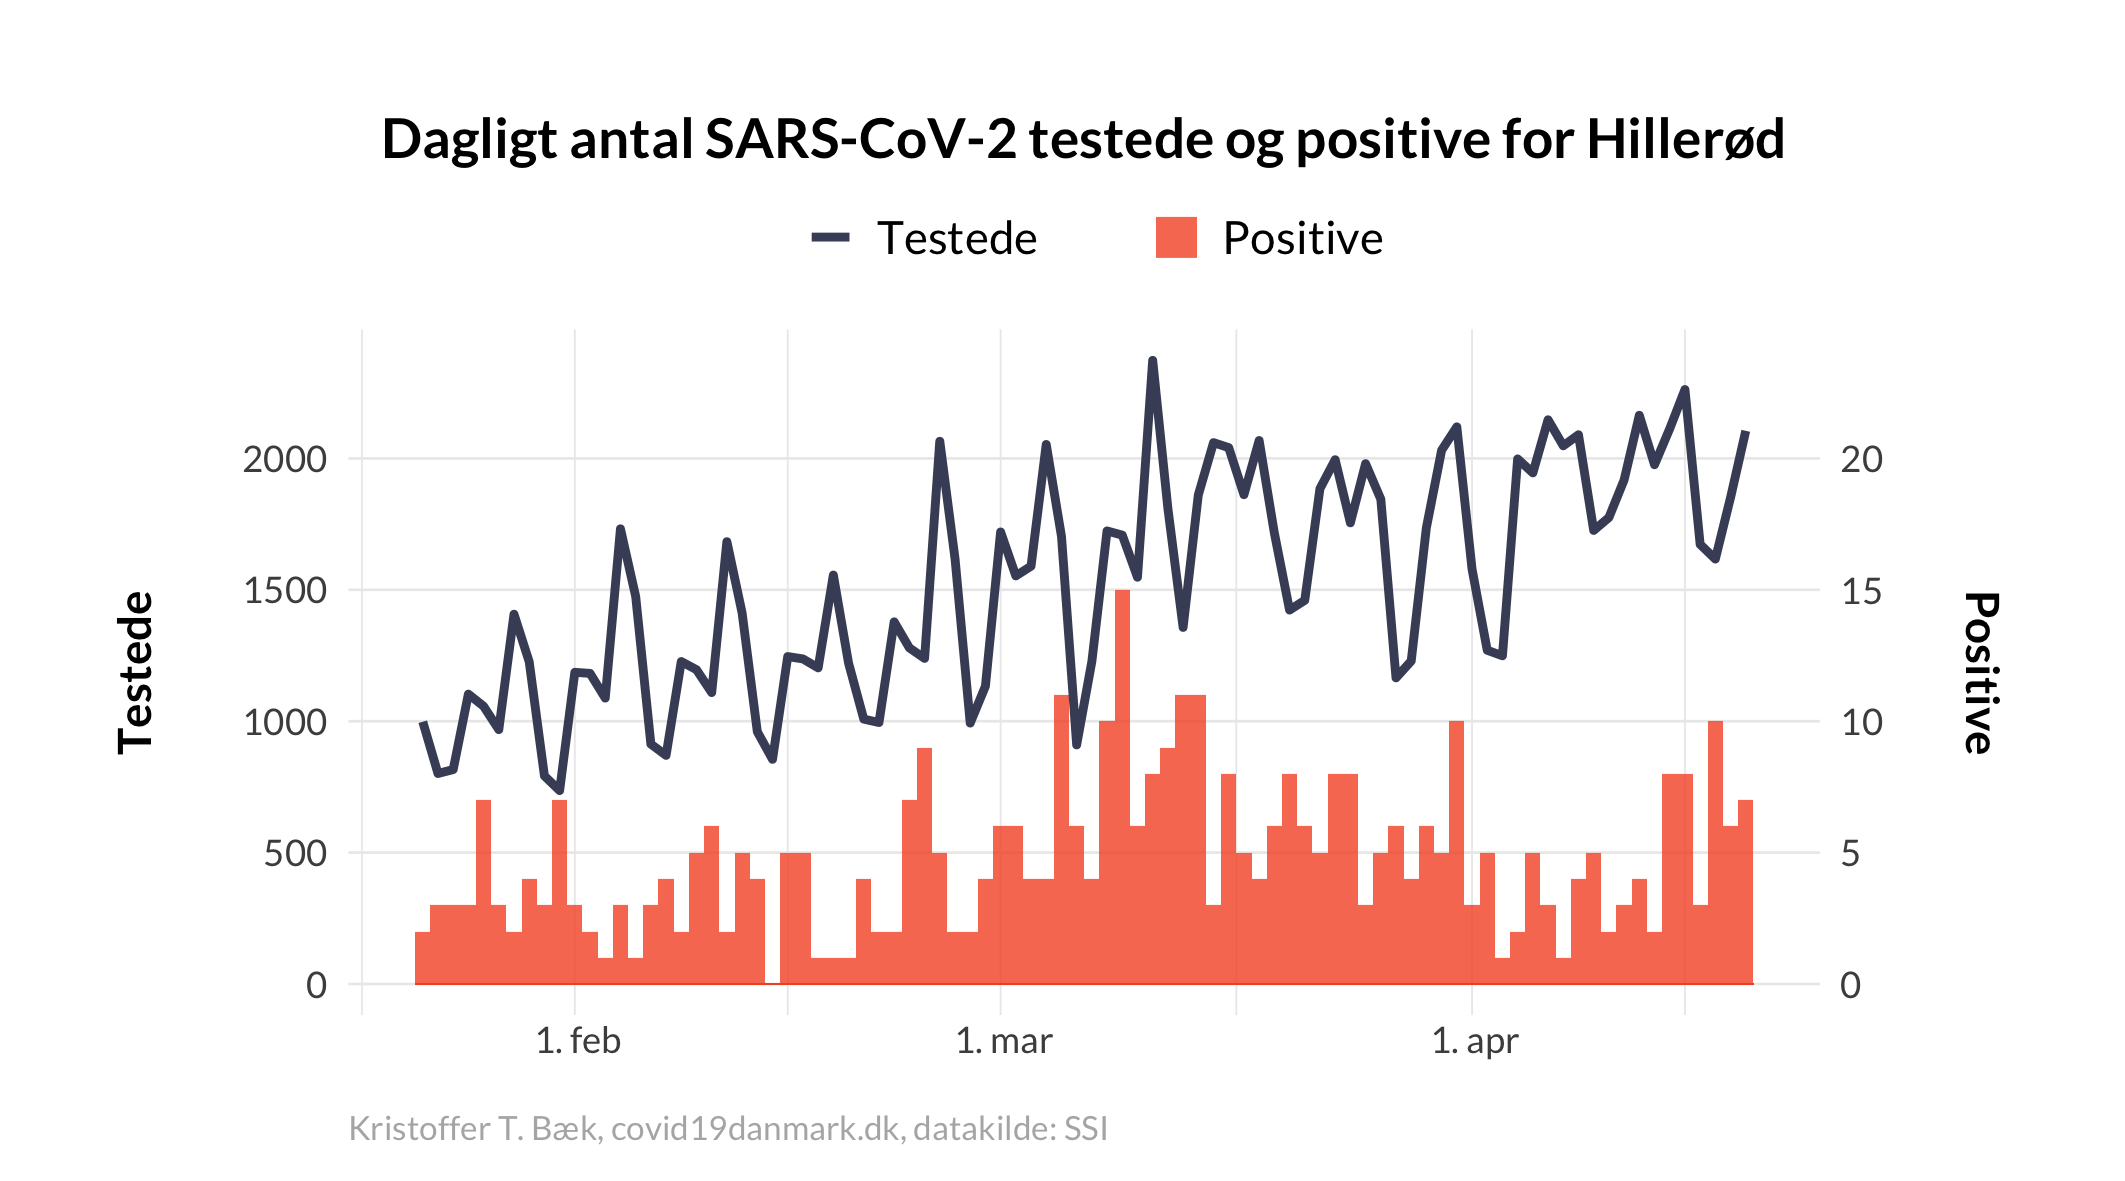 Dagligt antal SARS-CoV-2 testede og positive for Hillerød
Testede
Positive
2000
1500
1000
500
0
20
15
10
5
0
Testede
Positive
1. feb
1. mar
1. apr
Kristoffer T. Bæk, covid19danmark.dk, datakilde: SSI